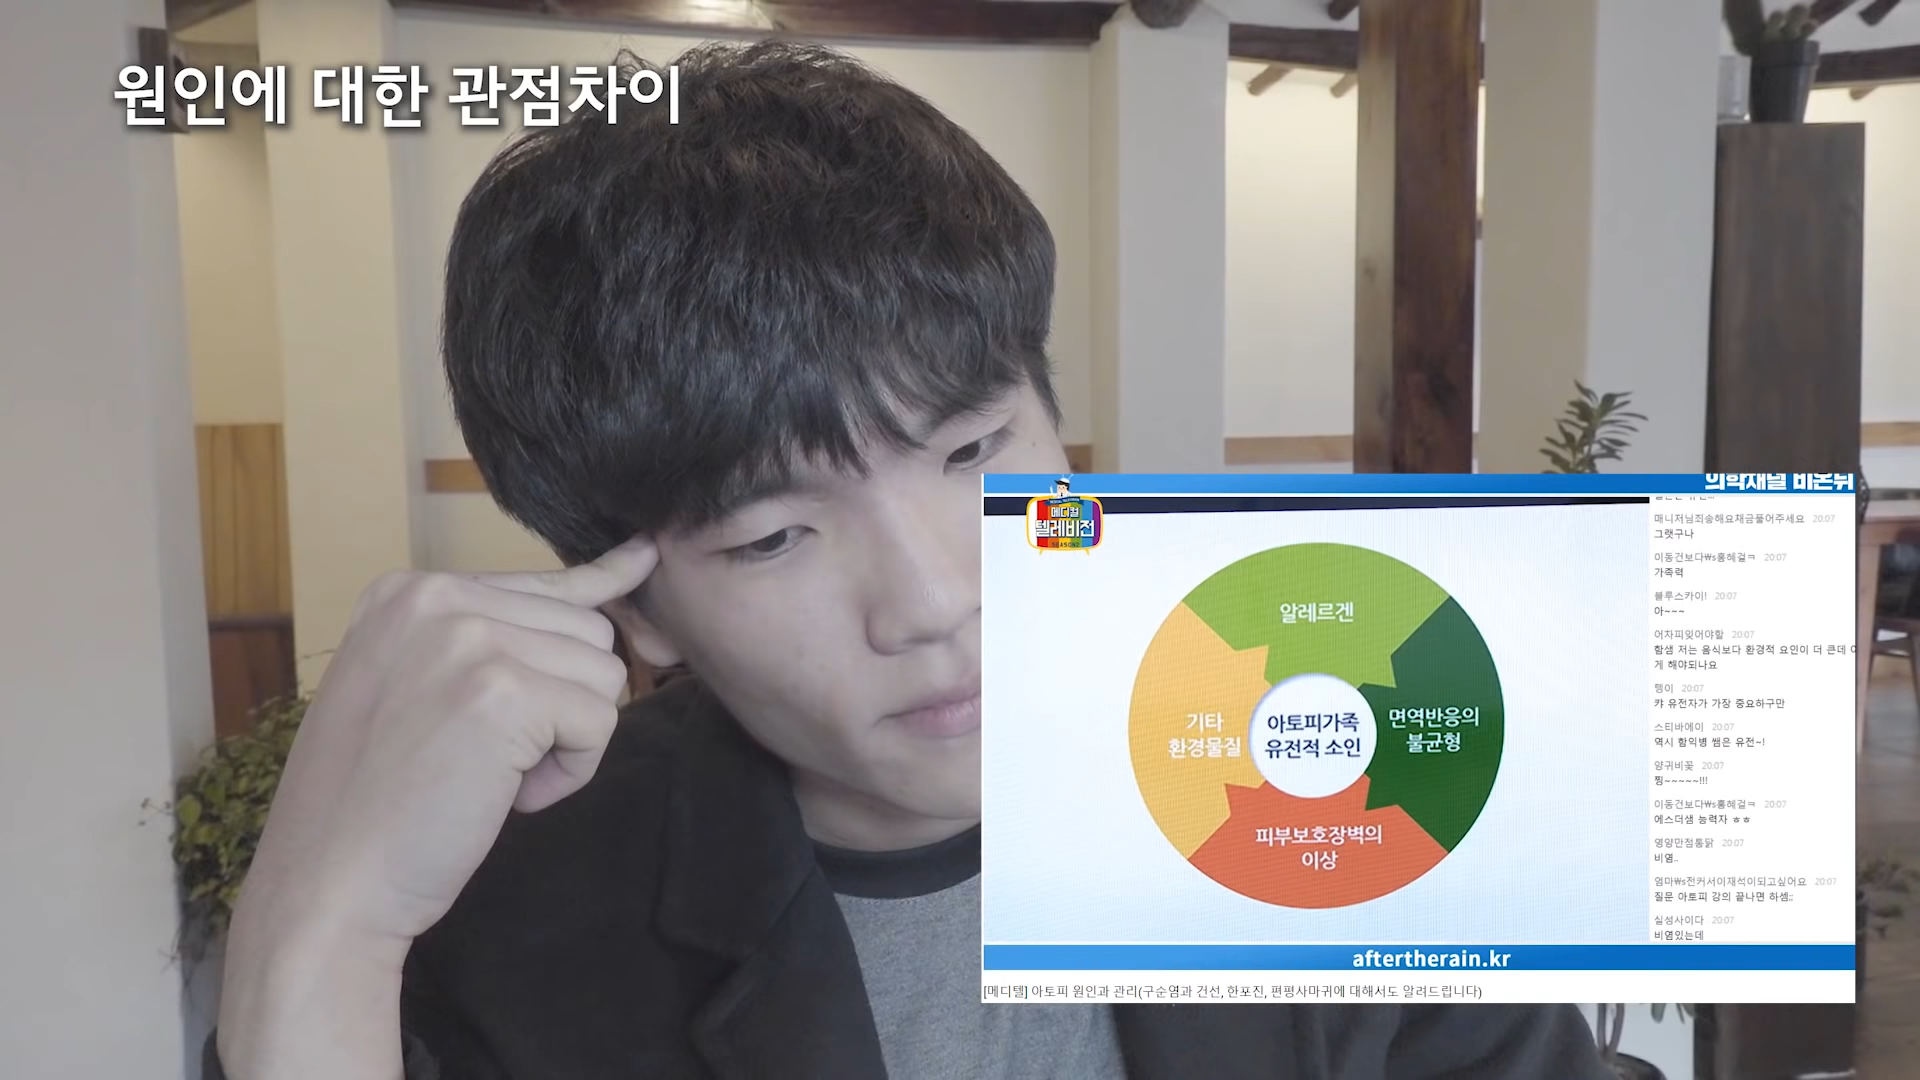 원인에 대한 관점차이
의학채널 비온뒤
메디컬
텔레비전
SEASON2
알레르겐
면역반응의
불균형
기타
환경물질
아토피가족
유전적 소인
피부보호장벽의
이상
매니저님죄송해요채금풀어주세요 20:07
그랫구나
이동건보다₩s홍혜걸ㅋ 20:07
가족력
블루스카이! 20:07
아~~~
어차피잊어야할 20:07
함샘 저는 음식보다 환경적 요인이 더 큰데
게 해야되나요
텡이 20:07
캬 유전자가 가장 중요하구만
스티바에이 20:07
역시 함익병 쌤은 유전~!
양귀비꽃 20:07
찡~~~~~!!!
이동건보다₩s홍혜걸ㅋ 20:07
에스더샘 능력자 ㅎㅎ
영양만점통닭 20:07
비염..
엄마₩s전커서이재석이되고싶어요 20:07
질문 아토피 강의 끝나면 하셈;;
실성사이다 20:07
비염있는데
aftertherain.kr
[메디텔] 아토피 원인과 관리(구순염과 건선, 한포진, 편평사마귀에 대해서도 알려드립니다)